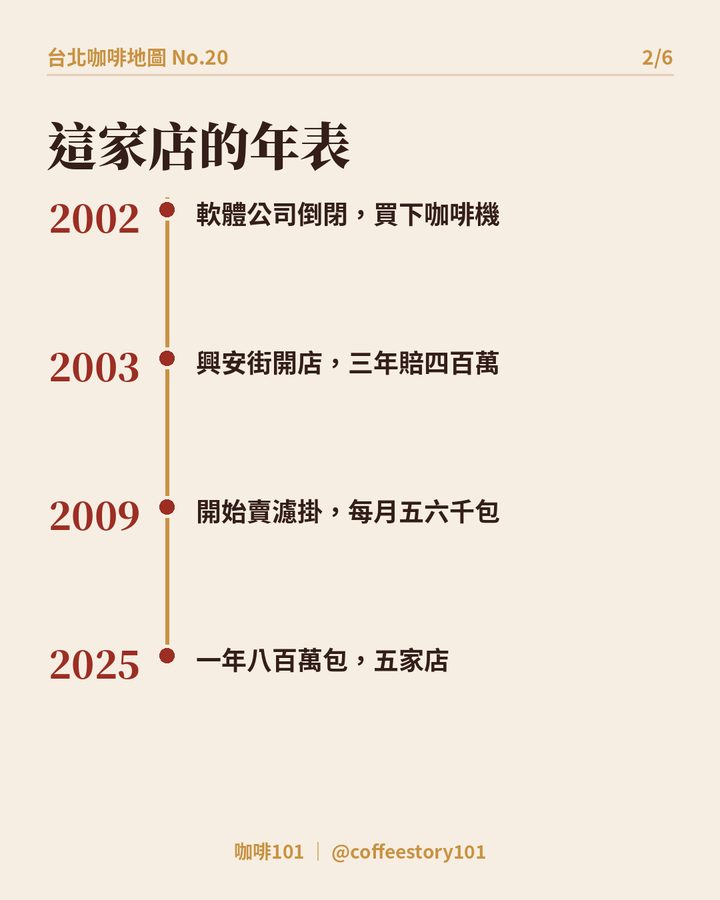 台北咖啡地圖 No.20
2/6
這家店的年表
2002 軟體公司倒閉，買下咖啡機
2003 興安街開店，三年賠四百萬
2009 開始賣濾掛，每月五六千包
2025 一年八百萬包，五家店
咖啡101｜@coffeestory101